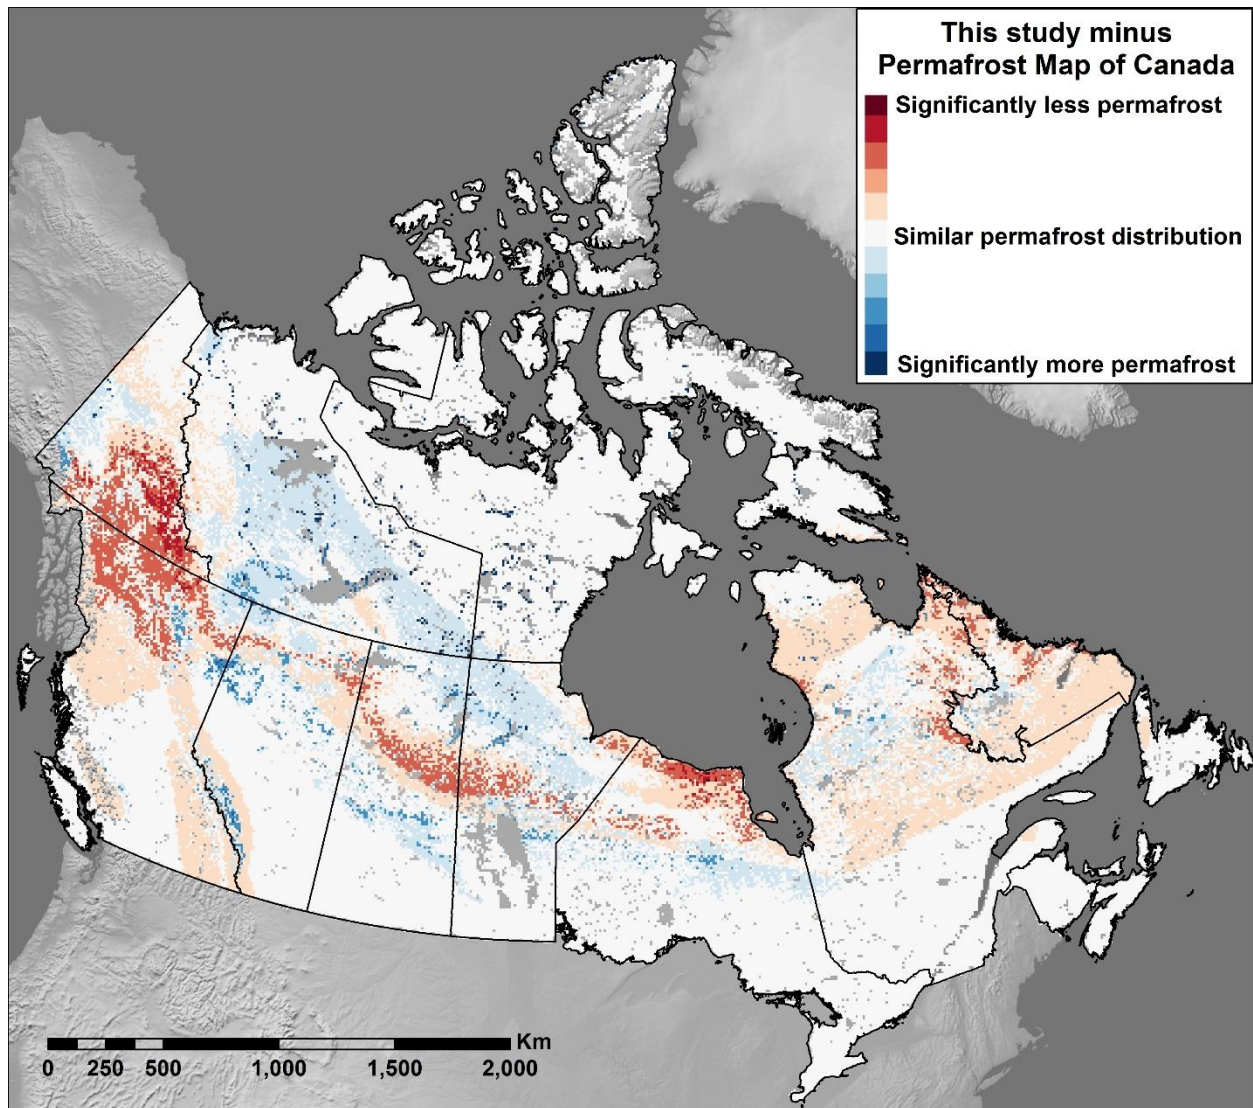 This study minus
Permafrost Map of Canada
Significantly less permafrost
Similar permafrost distribution
Significantly more permafrost
Km
0 250 500 1,000 1,500 2,000